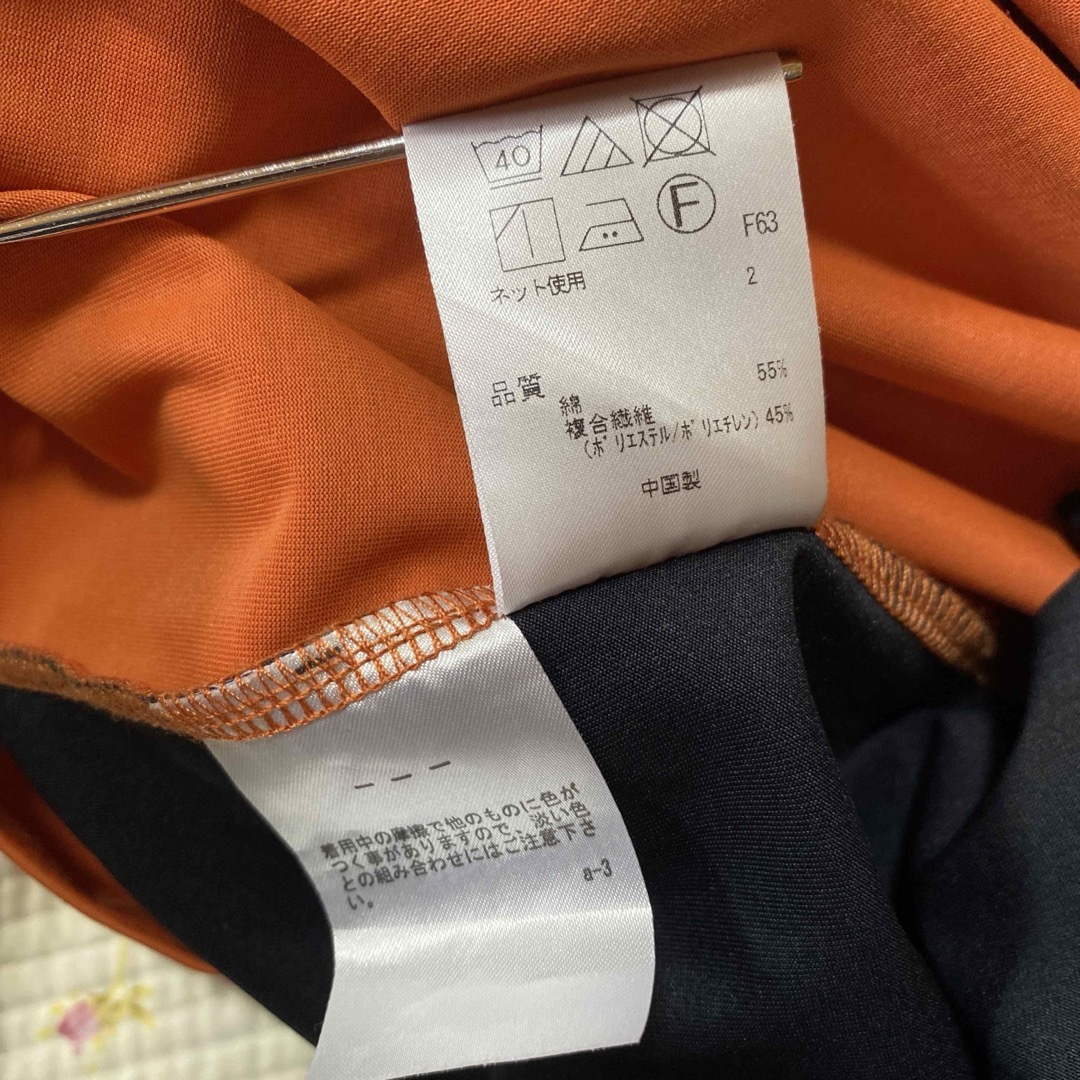 40
F
F63
ネット使用
2
品質
綿 55%
複合繊維
(ポリエステル/ポリエチレン) 45%
中国製
— — —
着用中の摩擦で他のものに色が
つく事がありますので、淡い色
との組み合わせにはご注意下さ
い。
a-3